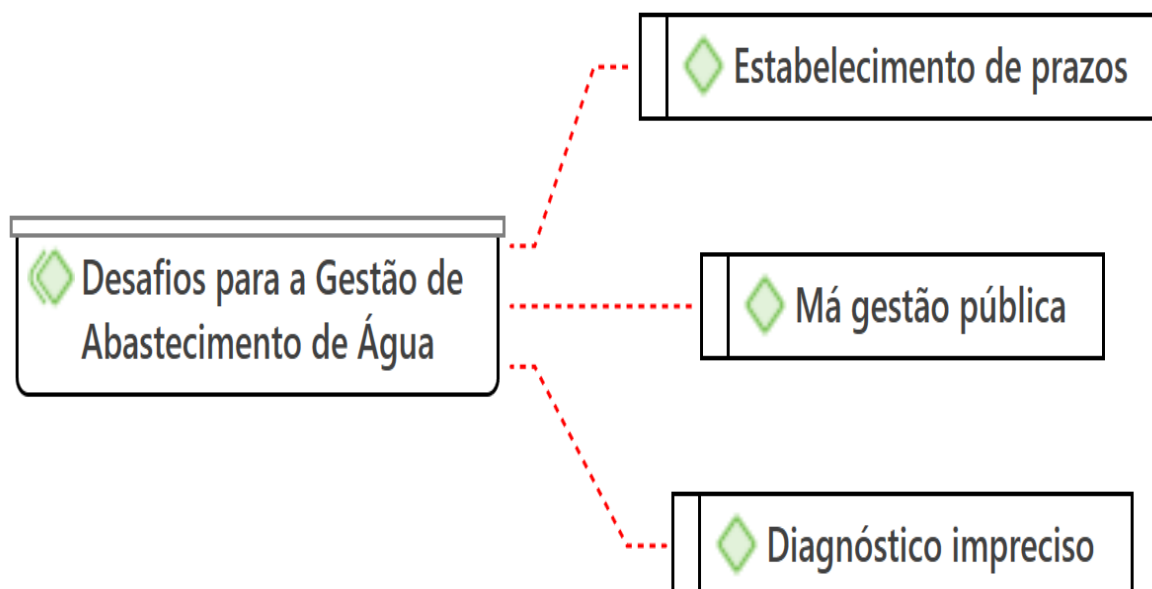 Estabelecimento de prazos
Desafios para a Gestão de
Abastecimento de Água
Má gestão pública
Diagnóstico impreciso